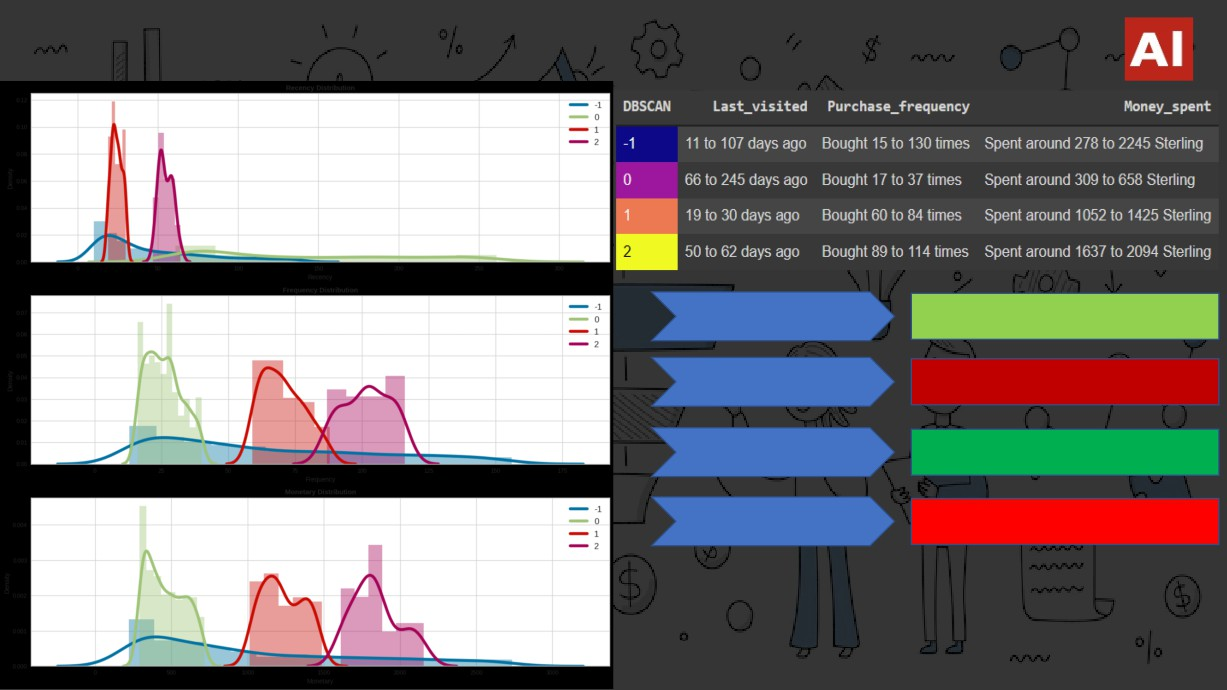 AI
Recency Distribution
-1
0
1
2
Frequency Distribution
-1
0
1
2
Frequency
Monetary Distribution
-1
0
1
2
Monetary
DBSCAN Last_visited Purchase_frequency Money_spent
-1 11 to 107 days ago Bought 15 to 130 times Spent around 278 to 2245 Sterling
0 66 to 245 days ago Bought 17 to 37 times Spent around 309 to 658 Sterling
1 19 to 30 days ago Bought 60 to 84 times Spent around 1052 to 1425 Sterling
2 50 to 62 days ago Bought 89 to 114 times Spent around 1637 to 2094 Sterling